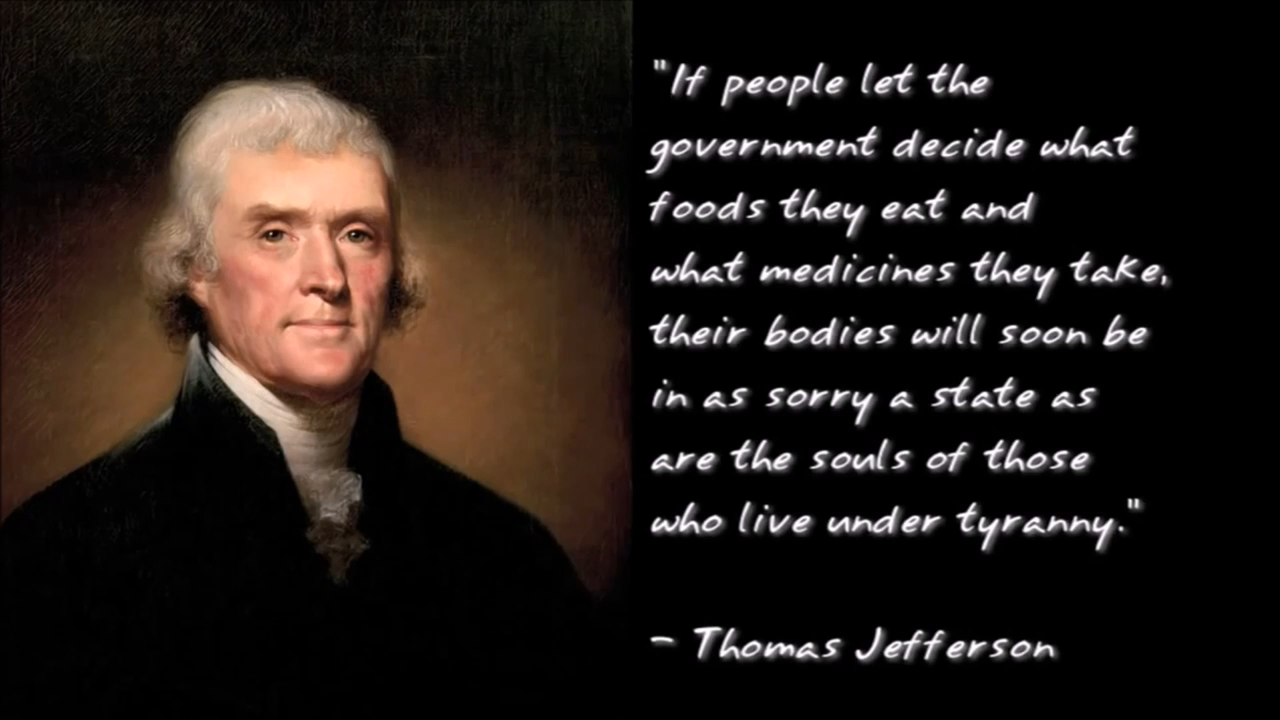 "If people let the
government decide what
foods they eat and
what medicines they take,
their bodies will soon be
in as sorry a state as
are the souls of those
who live under tyranny."
- Thomas Jefferson